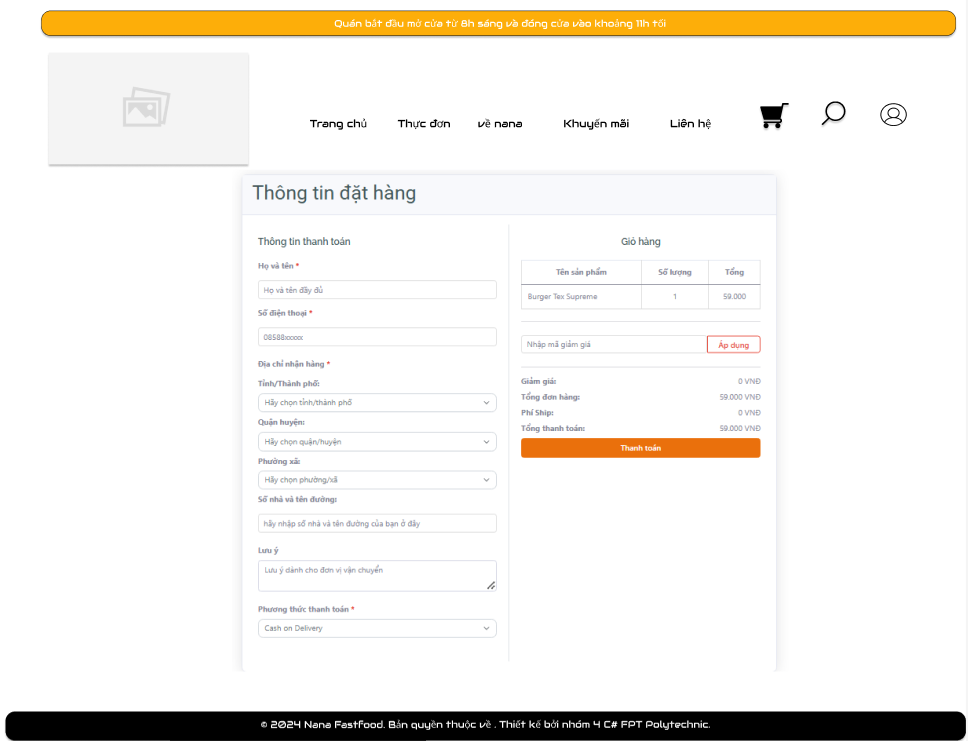 Quán bắt đầu mở cửa từ 8h sáng và đóng cửa vào khoảng 11h tối
Trang chủ Thực đơn về nana Khuyến mãi Liên hệ
Thông tin đặt hàng
Thông tin thanh toán
Họ và tên *
Họ và tên đầy đủ
Số điện thoại *
08588xxxxx
Địa chỉ nhận hàng *
Tỉnh/Thành phố:
Hãy chọn tỉnh/thành phố
Quận huyện:
Hãy chọn quận/huyện
Phường xã:
Hãy chọn phường/xã
Số nhà và tên đường:
hãy nhập số nhà và tên đường của bạn ở đây
Lưu ý
Lưu ý dành cho đơn vị vận chuyển
Phương thức thanh toán *
Cash on Delivery
Giỏ hàng
Tên sản phẩm Số lượng Tổng
Burger Tex Supreme 1 59.000
Nhập mã giảm giá Áp dụng
Giảm giá: 0 VNĐ
Tổng đơn hàng: 59.000 VNĐ
Phí Ship: 0 VNĐ
Tổng thanh toán: 59.000 VNĐ
Thanh toán
© 2024 Nana Fastfood. Bản quyền thuộc về . Thiết kế bởi nhóm 4 C# FPT Polytechnic.